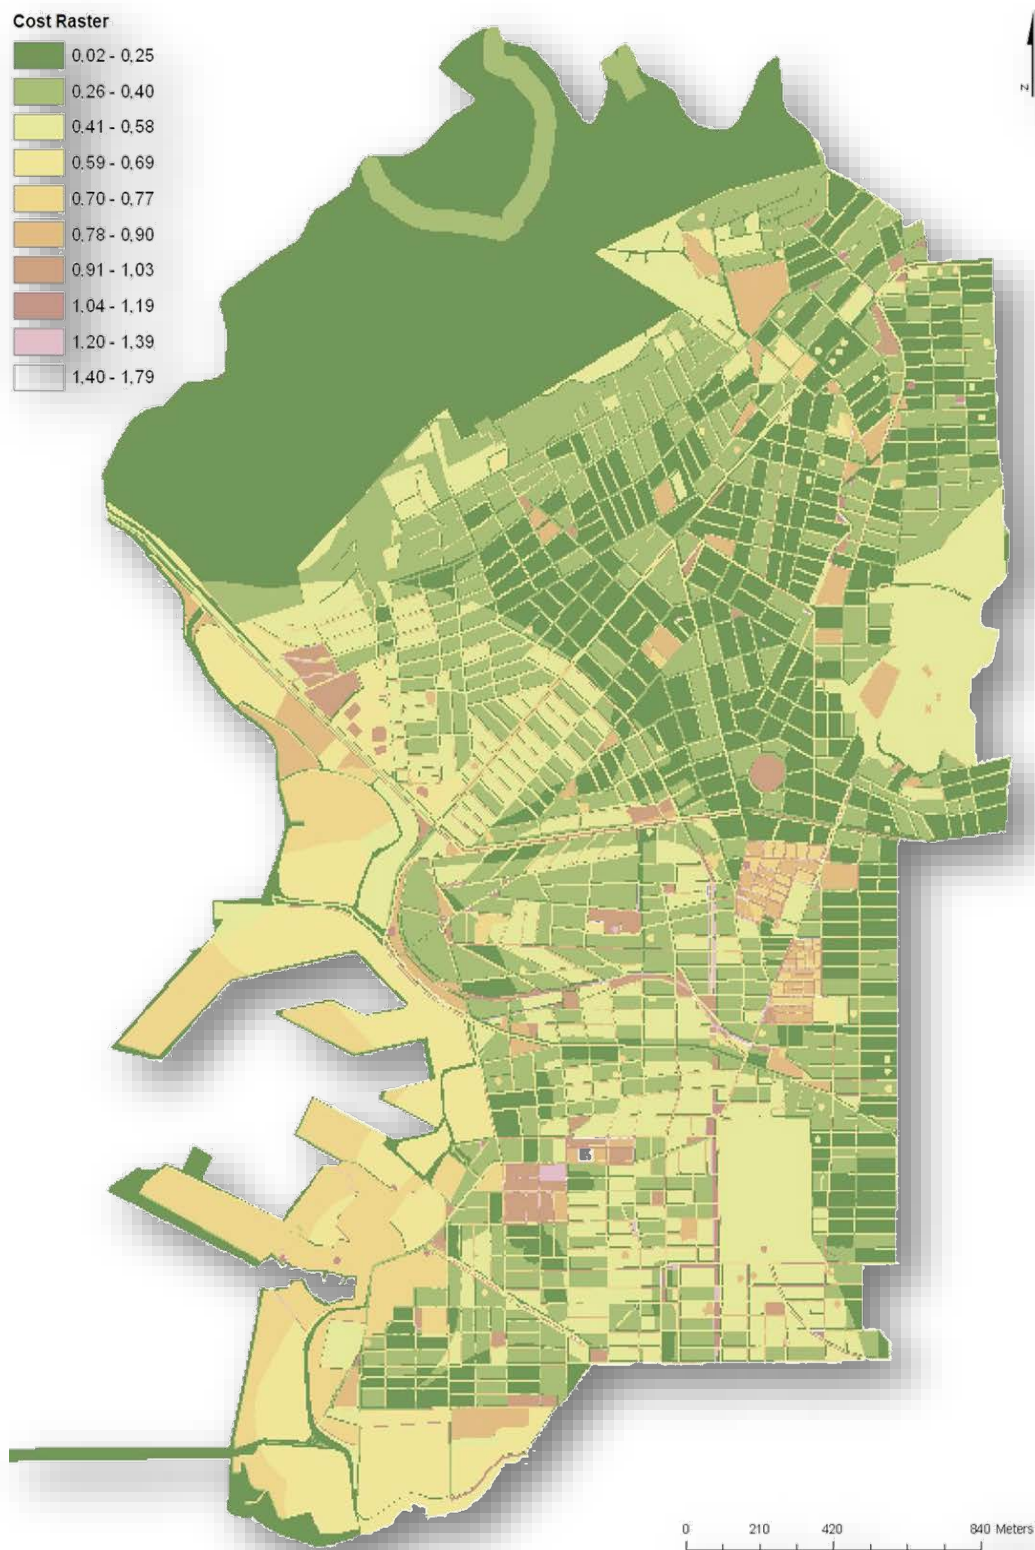 Cost Raster
0.02 - 0,25
0.26 - 0,40
0.41 - 0,58
0.59 - 0,69
0.70 - 0,77
0.78 - 0,90
0.91 - 1,03
1.04 - 1,19
1.20 - 1,39
1.40 - 1,79
N
0 210 420 840 Meters